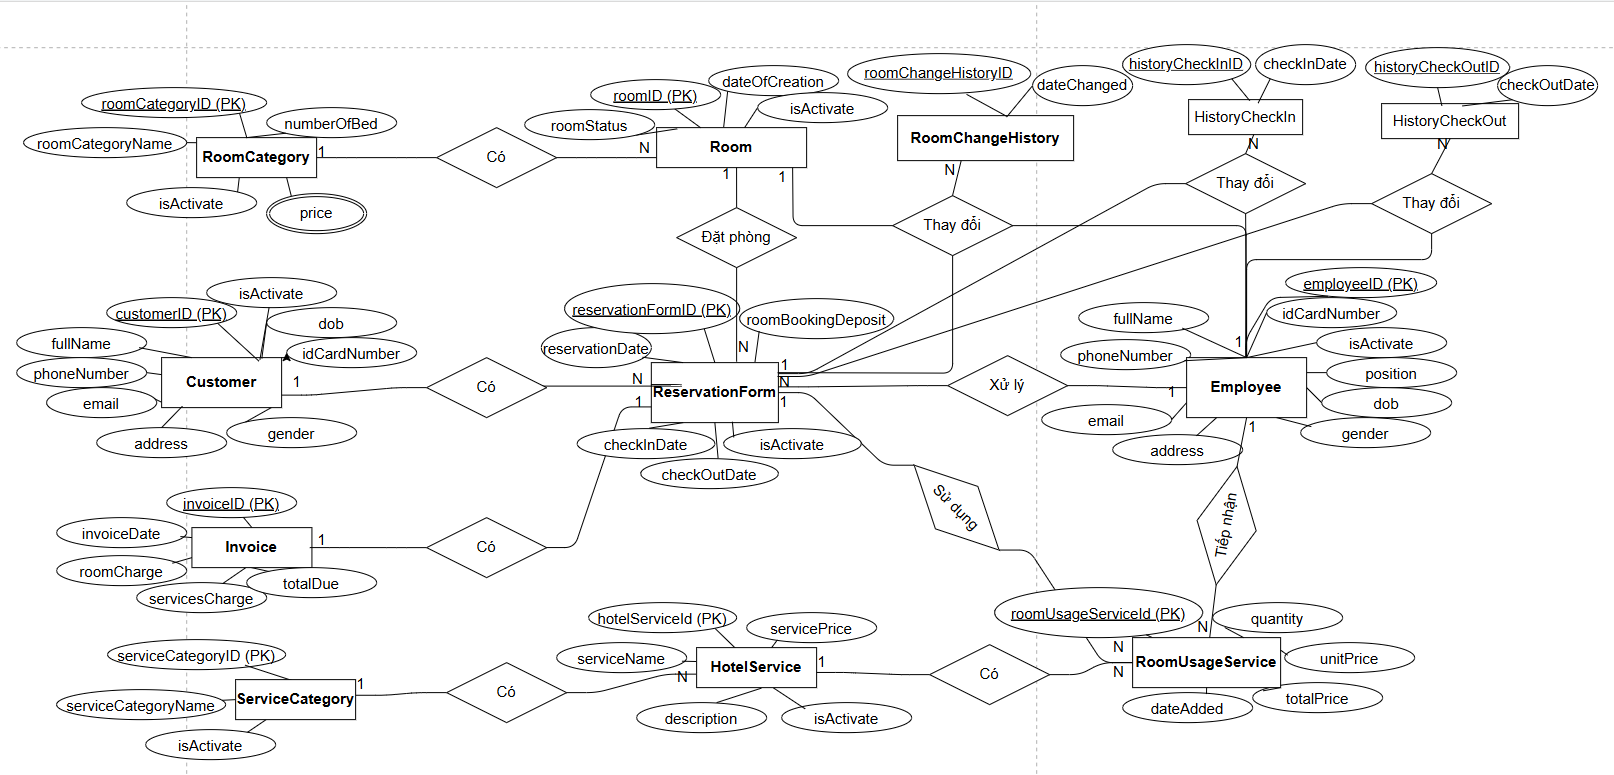 roomCategoryID (PK)
numberOfBed
roomCategoryName
RoomCategory
1
isActivate
price
Có
N
roomID (PK)
dateOfCreation
isActivate
roomStatus
Room
1
1
roomChangeHistoryID
dateChanged
RoomChangeHistory
N
Thay đổi
historyCheckInID
checkInDate
HistoryCheckIn
N
Thay đổi
historyCheckOutID
checkOutDate
HistoryCheckOut
N
Thay đổi
Đặt phòng
N
isActivate
customerID (PK)
dob
fullName
idCardNumber
phoneNumber
Customer
1
email
address
gender
Có
N
reservationFormID (PK)
roomBookingDeposit
reservationDate
ReservationForm
1
N
1
1
checkInDate
isActivate
checkOutDate
Xử lý
1
employeeID (PK)
fullName
idCardNumber
1
phoneNumber
isActivate
Employee
position
dob
email
gender
address
1
Sử dụng
Tiếp nhận
invoiceID (PK)
invoiceDate
Invoice
1
roomCharge
totalDue
servicesCharge
Có
serviceCategoryID (PK)
serviceCategoryName
ServiceCategory
1
isActivate
Có
N
hotelServiceId (PK)
servicePrice
serviceName
HotelService
1
description
isActivate
Có
N
N
N
roomUsageServiceId (PK)
quantity
RoomUsageService
unitPrice
totalPrice
dateAdded